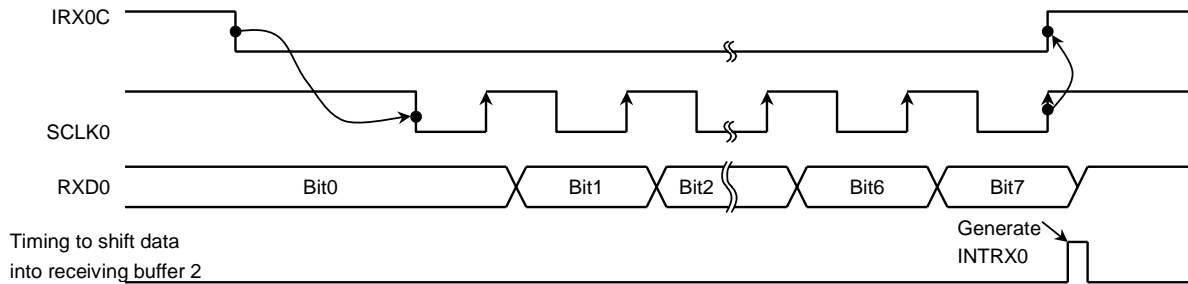 IRX0C
SCLK0
RXD0
Bit0
Bit1
Bit2
Bit6
Bit7
Timing to shift data
into receiving buffer 2
Generate
INTRX0